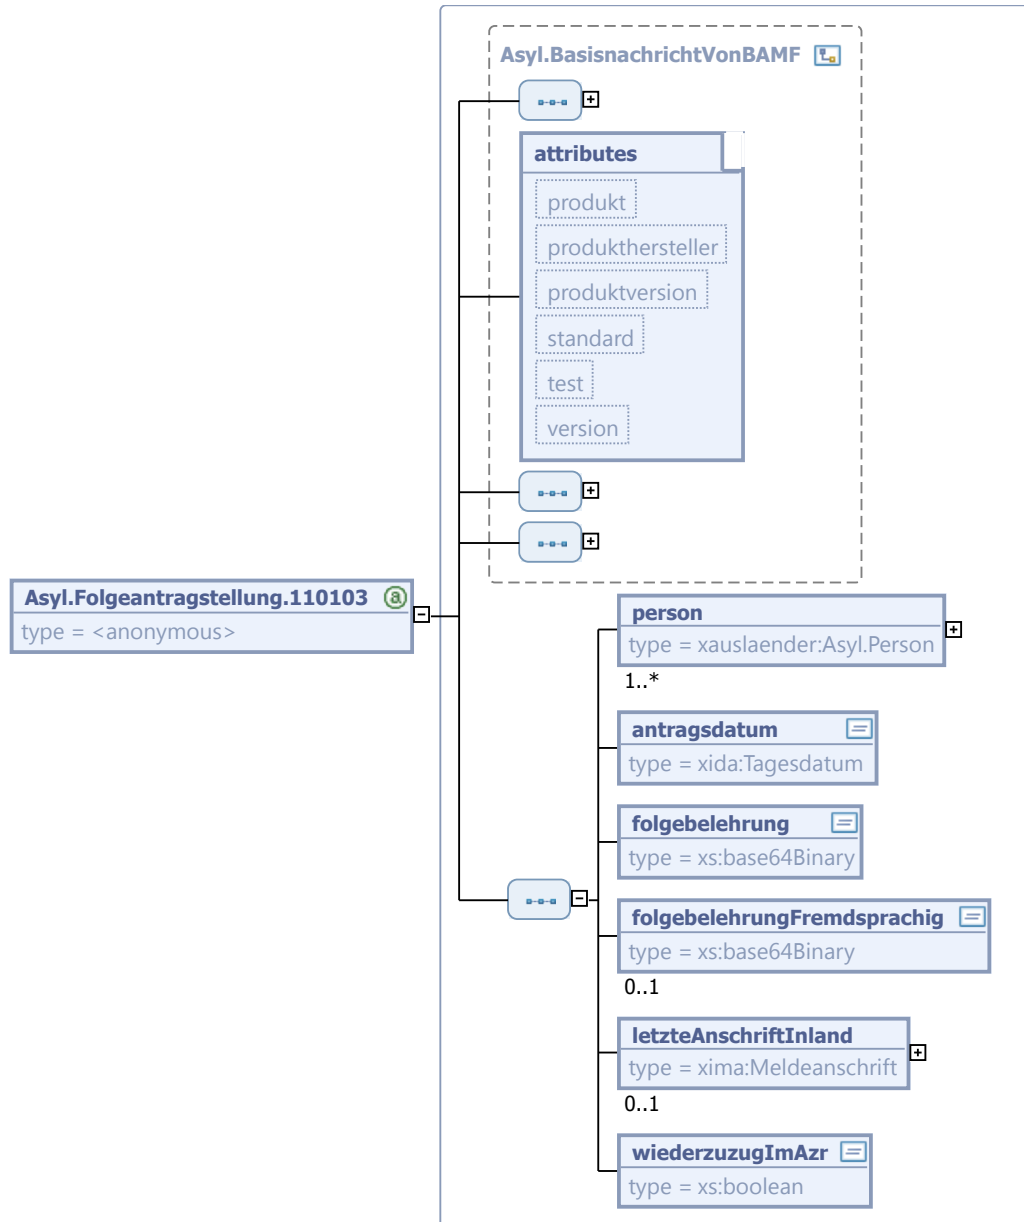 Asyl.BasisnachrichtVonBAMF
attributes
produkt
produkthersteller
produktversion
standard
test
version
Asyl.Folgeantragstellung.110103
type = <anonymous>
person
type = xauslaender:Asyl.Person
1..*
antragsdatum
type = xida:Tagesdatum
folgebelehrung
type = xs:base64Binary
folgebelehrungFremdsprachig
type = xs:base64Binary
0..1
letzteAnschriftInland
type = xima:Meldeanschrift
0..1
wiederzuzugImAzr
type = xs:boolean